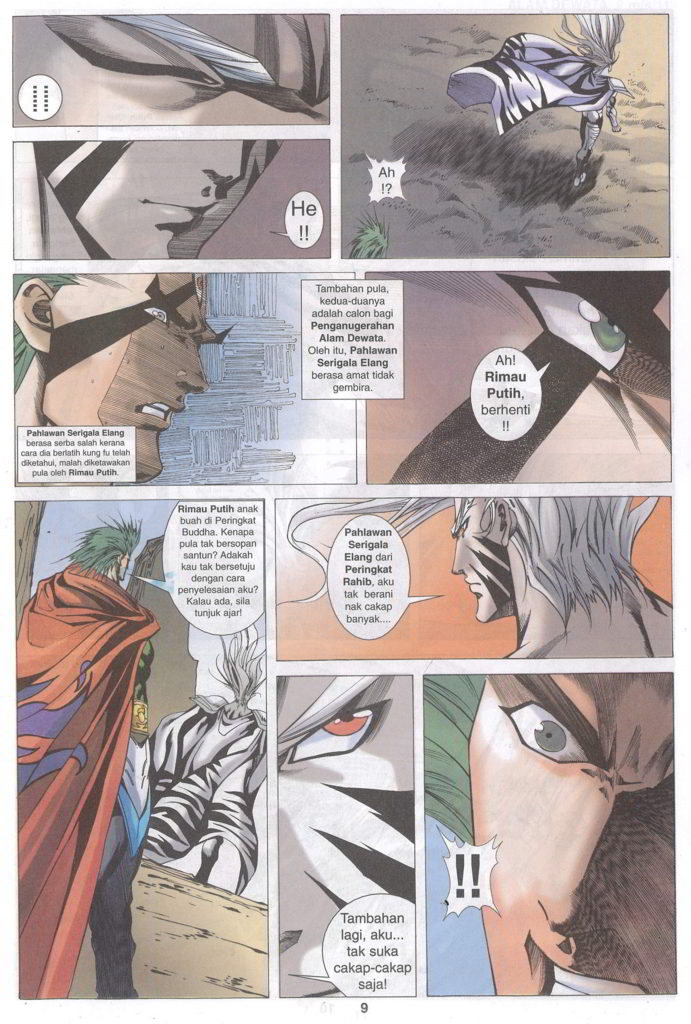 !!!!
Ah
!?
He
!!
Tambahan pula,
kedua-duanya
adalah calon bagi
Penganugerahan
Alam Dewata.
Oleh itu, Pahlawan
Serigala Elang
berasa amat tidak
gembira.
Pahlawan Serigala Elang
berasa serba salah kerana
cara dia berlatih kung fu telah
diketahui, malah diketawakan
pula oleh Rimau Putih.
Ah!
Rimau
Putih,
berhenti
!!
Rimau Putih anak
buah di Peringkat
Buddha. Kenapa
pula tak bersopan
santun? Adakah
kau tak bersetuju
dengan cara
penyelesaian aku?
Kalau ada, sila
tunjuk ajar!
Pahlawan
Serigala
Elang dari
Peringkat
Rahib, aku
tak berani
nak cakap
banyak....
Tambahan
lagi, aku...
tak suka
cakap-cakap
saja!
!!
9